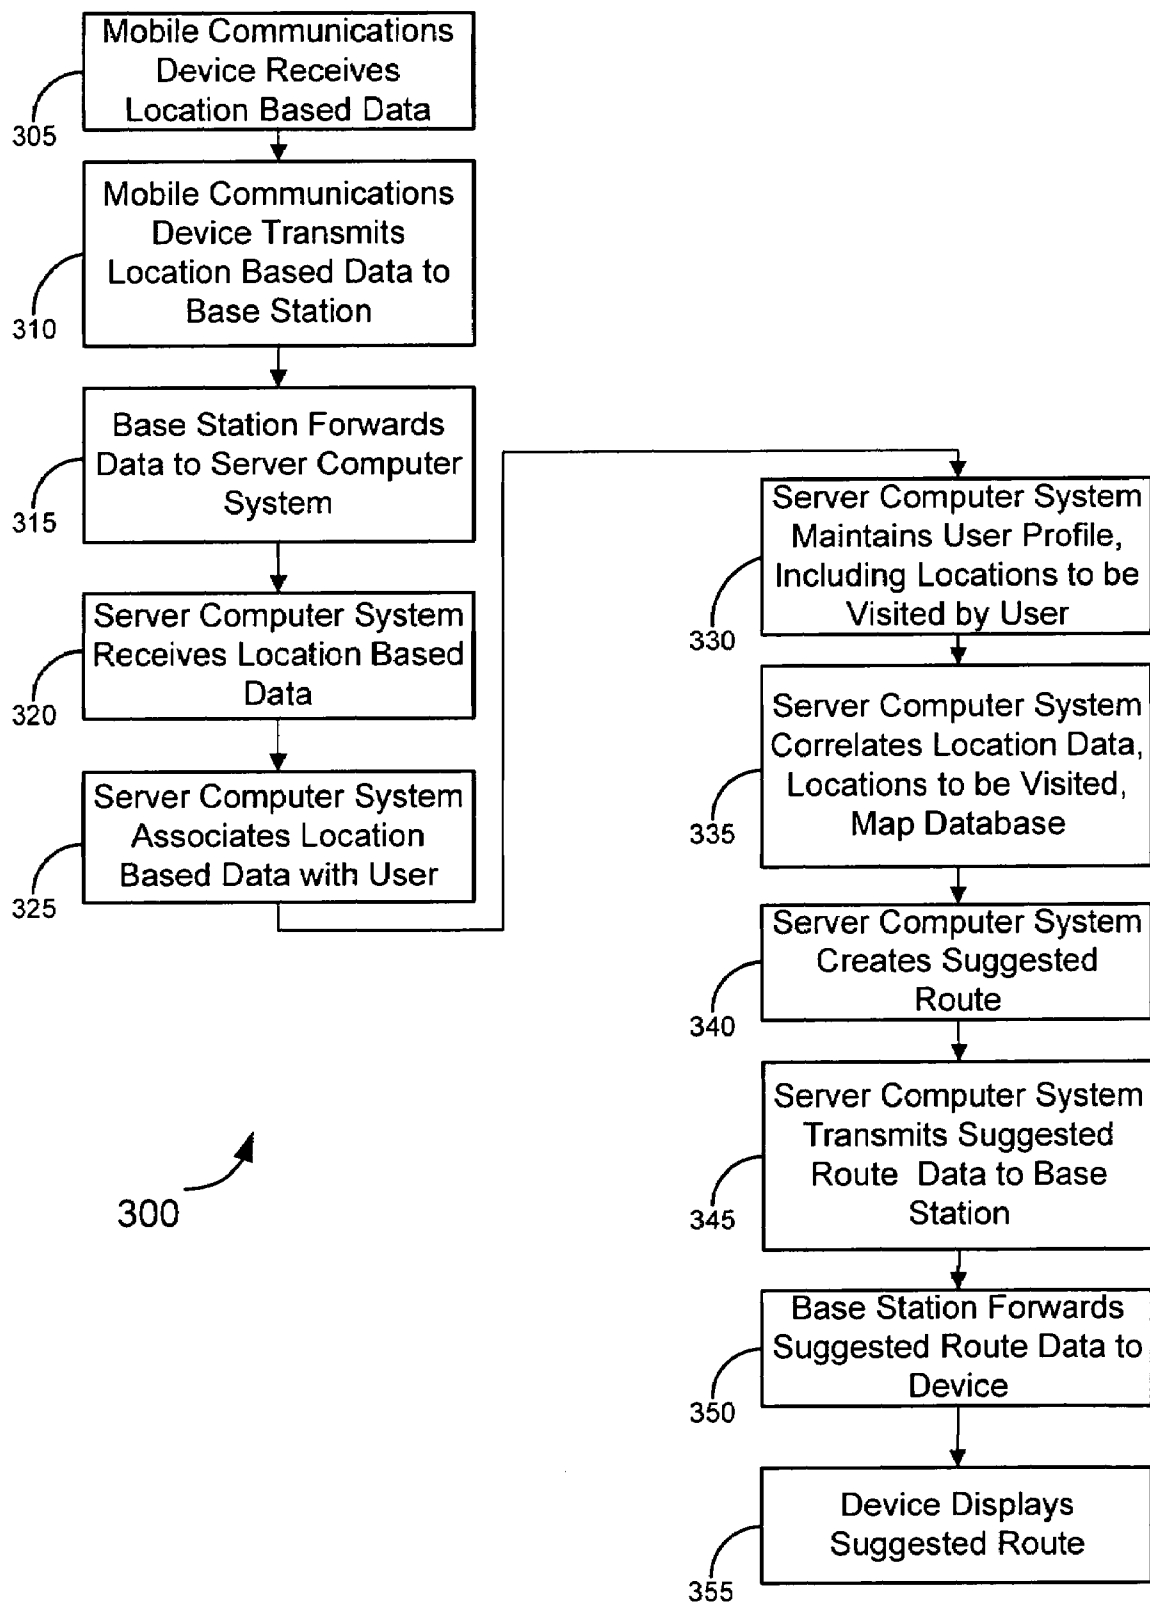 Mobile Communications
Device Receives
Location Based Data
305
Mobile Communications
Device Transmits
Location Based Data to
Base Station
310
Base Station Forwards
Data to Server Computer
System
315
Server Computer System
Receives Location Based
Data
320
Server Computer System
Associates Location
Based Data with User
325
Server Computer System
Maintains User Profile,
Including Locations to be
Visited by User
330
Server Computer System
Correlates Location Data,
Locations to be Visited,
Map Database
335
Server Computer System
Creates Suggested
Route
340
Server Computer System
Transmits Suggested
Route Data to Base
Station
345
Base Station Forwards
Suggested Route Data to
Device
350
Device Displays
Suggested Route
355
300